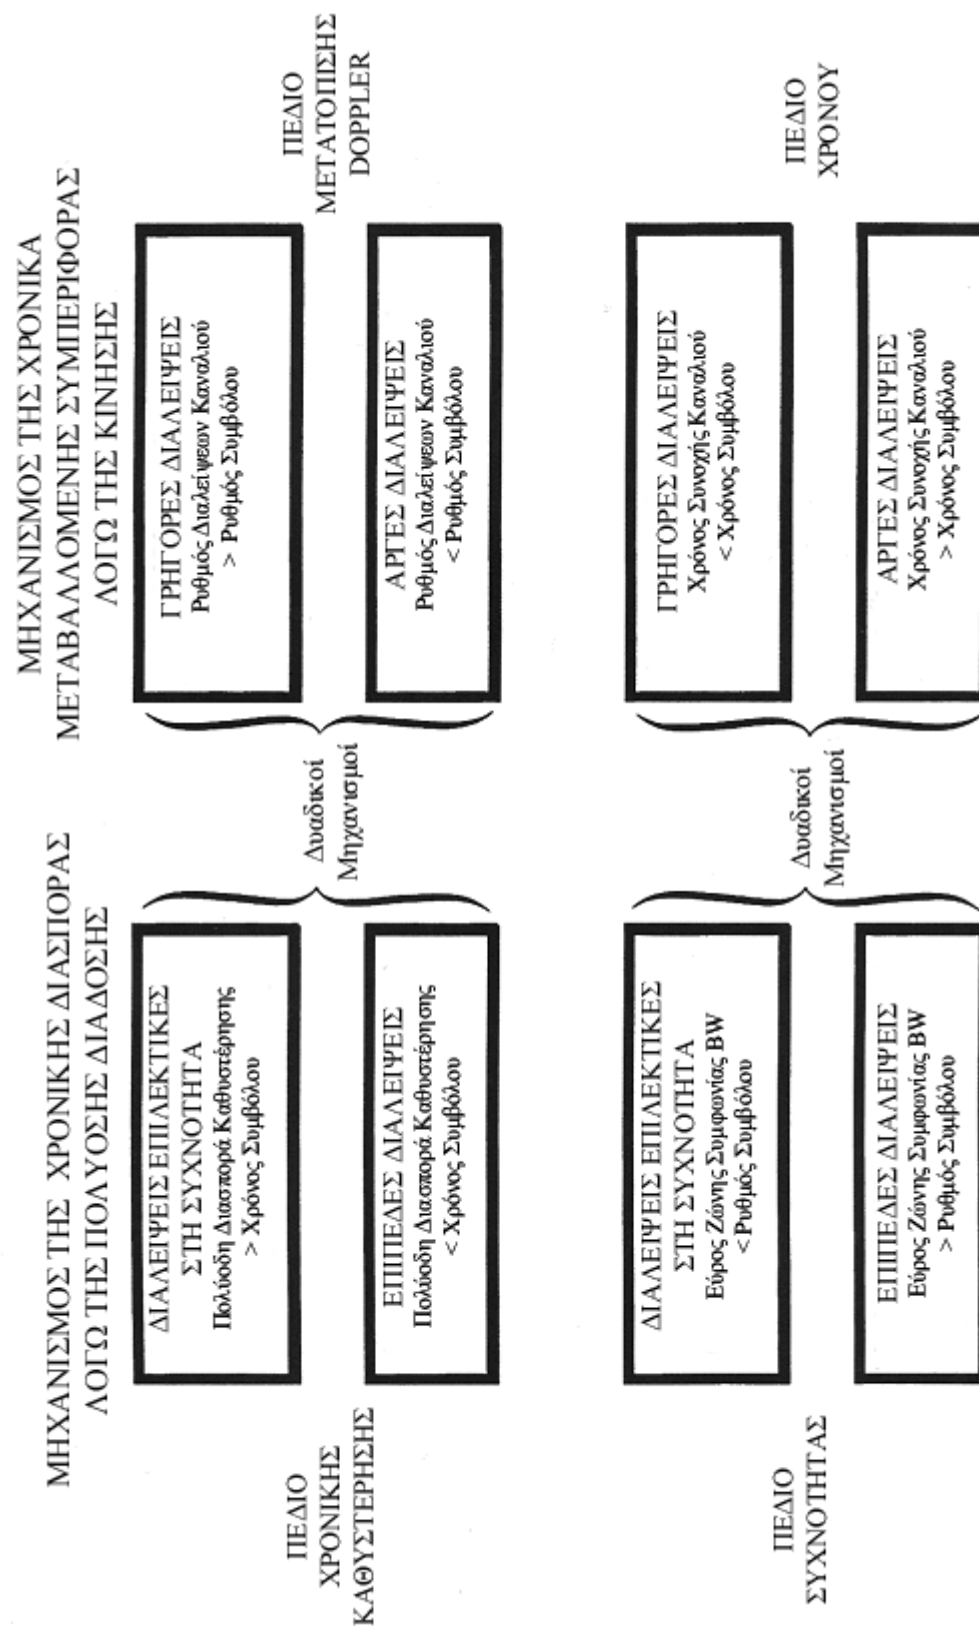 ΜΗΧΑΝΙΣΜΟΣ ΤΗΣ ΧΡΟΝΙΚΗΣ ΔΙΑΣΠΟΡΑΣ
ΛΟΓΩ ΤΗΣ ΠΟΛΥΟΣΗΣ ΔΙΑΔΟΣΗΣ
ΜΗΧΑΝΙΣΜΟΣ ΤΗΣ ΧΡΟΝΙΚΑ
ΜΕΤΑΒΑΛΛΟΜΕΝΗΣ ΣΥΜΠΕΡΙΦΟΡΑΣ
ΛΟΓΩ ΤΗΣ ΚΙΝΗΣΗΣ
ΠΕΔΙΟ
ΧΡΟΝΙΚΗΣ
ΚΑΘΥΣΤΕΡΗΣΗΣ
ΔΙΑΛΕΙΨΕΙΣ ΕΠΙΛΕΚΤΙΚΕΣ
ΣΤΗ ΣΥΧΝΟΤΗΤΑ
Πολύοδη Διασπορά Καθυστέρησης
> Χρόνος Συμβόλου
ΕΠΙΠΕΔΕΣ ΔΙΑΛΕΙΨΕΙΣ
Πολύοδη Διασπορά Καθυστέρησης
< Χρόνος Συμβόλου
Δυαδικοί
Μηχανισμοί
ΓΡΗΓΟΡΕΣ ΔΙΑΛΕΙΨΕΙΣ
Ρυθμός Διαλείψεων Καναλιού
> Ρυθμός Συμβόλου
ΑΡΓΕΣ ΔΙΑΛΕΙΨΕΙΣ
Ρυθμός Διαλείψεων Καναλιού
< Ρυθμός Συμβόλου
ΠΕΔΙΟ
ΜΕΤΑΤΟΠΙΣΗΣ
DOPPLER
ΠΕΔΙΟ
ΣΥΧΝΟΤΗΤΑΣ
ΔΙΑΛΕΙΨΕΙΣ ΕΠΙΛΕΚΤΙΚΕΣ
ΣΤΗ ΣΥΧΝΟΤΗΤΑ
Εύρος Ζώνης Συμφωνίας BW
< Ρυθμός Συμβόλου
ΕΠΙΠΕΔΕΣ ΔΙΑΛΕΙΨΕΙΣ
Εύρος Ζώνης Συμφωνίας BW
> Ρυθμός Συμβόλου
Δυαδικοί
Μηχανισμοί
ΓΡΗΓΟΡΕΣ ΔΙΑΛΕΙΨΕΙΣ
Χρόνος Συνοχής Καναλιού
< Χρόνος Συμβόλου
ΑΡΓΕΣ ΔΙΑΛΕΙΨΕΙΣ
Χρόνος Συνοχής Καναλιού
> Χρόνος Συμβόλου
ΠΕΔΙΟ
ΧΡΟΝΟΥ